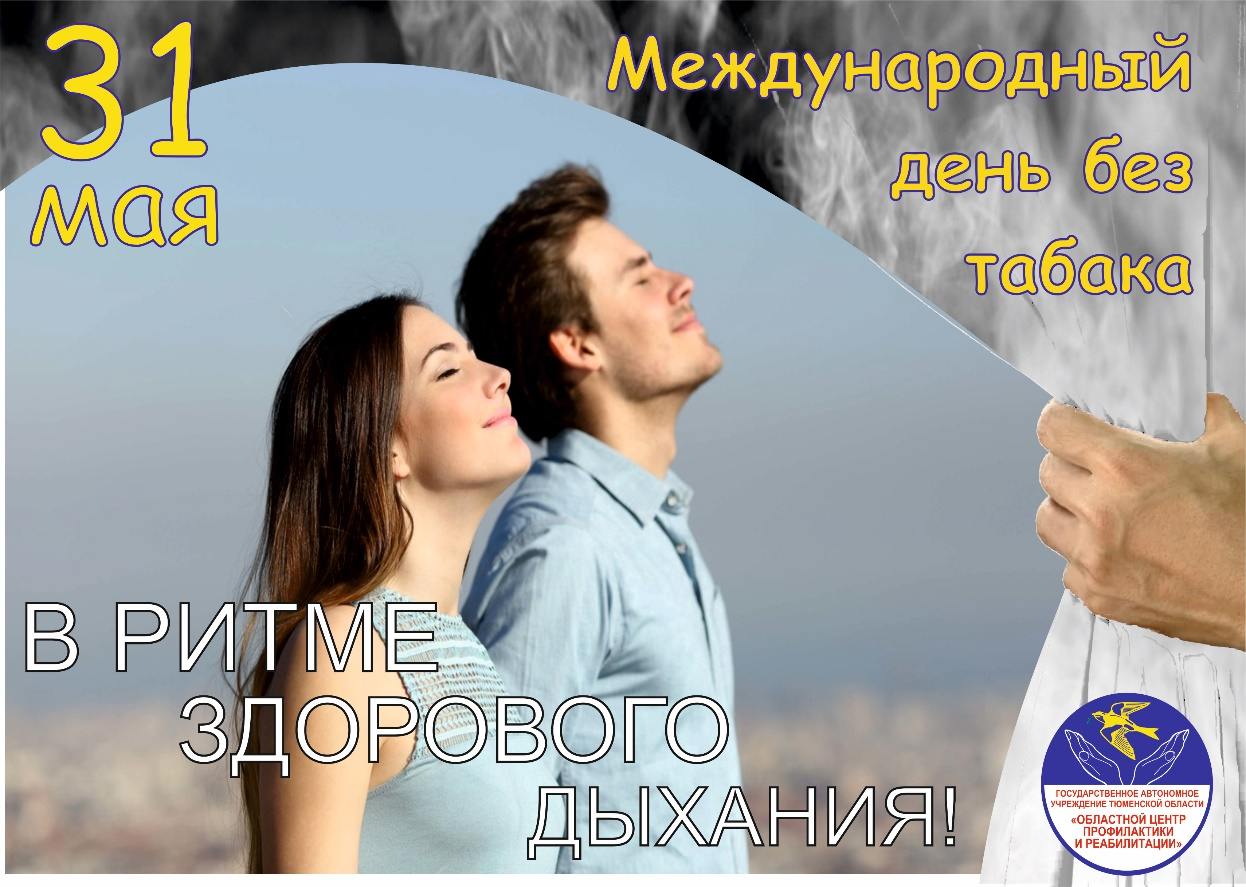 31
мая
Международный
день без
табака
В РИТМЕ
ЗДОРОВОГО
ДЫХАНИЯ!
ГОСУДАРСТВЕННОЕ АВТОНОМНОЕ
УЧРЕЖДЕНИЕ ТЮМЕНСКОЙ ОБЛАСТИ
«ОБЛАСТНОЙ ЦЕНТР
ПРОФИЛАКТИКИ
И РЕАБИЛИТАЦИИ»